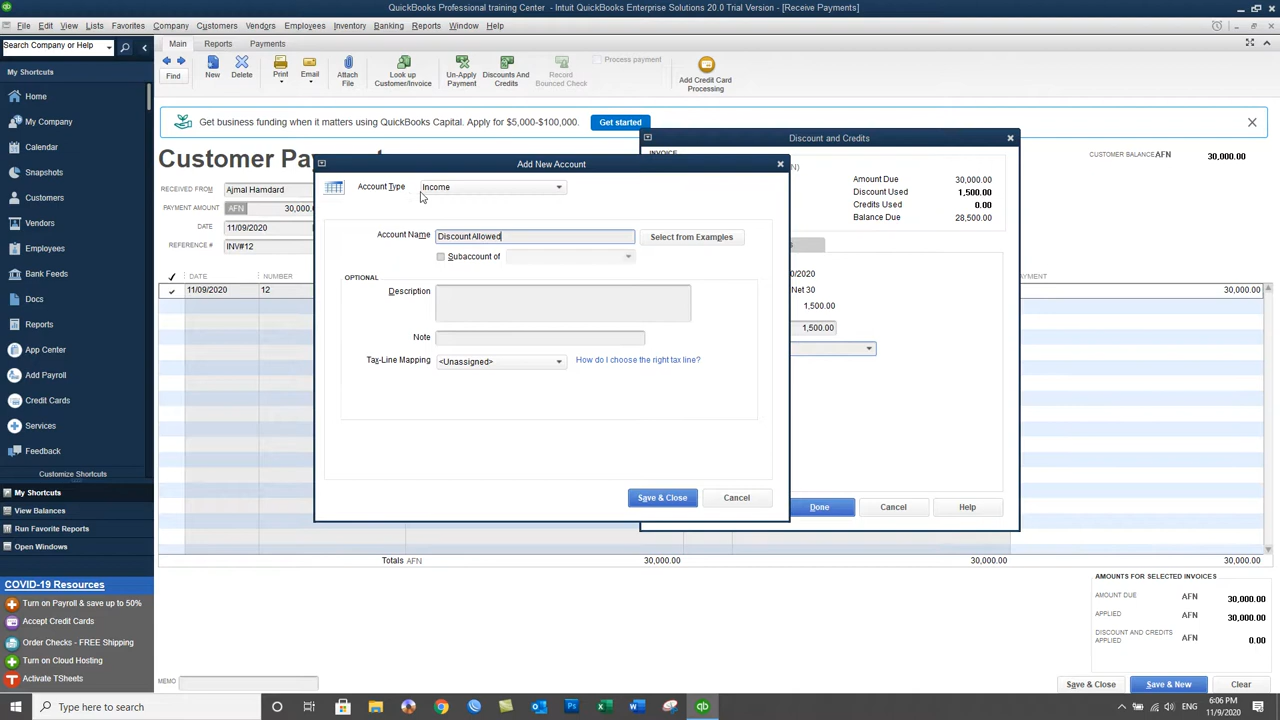 QuickBooks Professional training Center - Intuit QuickBooks Enterprise Solutions 20.0 Trial Version - [Receive Payments]
File Edit View Lists Favorites Company Customers Vendors Employees Inventory Banking Reports Window Help
Search Company or Help
My Shortcuts
Home
My Company
Calendar
Snapshots
Customers
Vendors
Employees
Bank Feeds
Docs
Reports
App Center
Add Payroll
Credit Cards
Services
Feedback
Customize Shortcuts
My Shortcuts
View Balances
Run Favorite Reports
Open Windows
COVID-19 Resources
Turn on Payroll & save up to 50%
Accept Credit Cards
Order Checks - FREE Shipping
Turn on Cloud Hosting
Activate TSheets
Main Reports Payments
Find New Delete Print Email Attach File Look up Customer/Invoice Un-Apply Payment Discounts And Credits Record Bounced Check Process payment Add Credit Card Processing
Get business funding when it matters using QuickBooks Capital. Apply for $5,000-$100,000. Get started
Customer Pa
CUSTOMER BALANCE AFN 30,000.00
RECEIVED FROM Ajmal Hamdard
PAYMENT AMOUNT AFN 30,000.
DATE 11/09/2020
REFERENCE # INV#12
DATE NUMBER
11/09/2020 12
YMENT
30,000.00
Totals AFN 30,000.00 30,000.00 30,000.00
AMOUNTS FOR SELECTED INVOICES
AMOUNT DUE AFN 30,000.00
APPLIED AFN 30,000.00
DISCOUNT AND CREDITS APPLIED AFN 0.00
MEMO
Save & Close Save & New Clear
Discount and Credits
INVOICE
N)
Amount Due 30,000.00
Discount Used 1,500.00
Credits Used 0.00
Balance Due 28,500.00
s
0/2020
Net 30
1,500.00
1,500.00
Done Cancel Help
Add New Account
Account Type Income
Account Name Discount Allowed Select from Examples
Subaccount of
OPTIONAL
Description
Note
Tax-Line Mapping <Unassigned> How do I choose the right tax line?
Save & Close Cancel
Type here to search
ENG
6:06 PM
11/9/2020